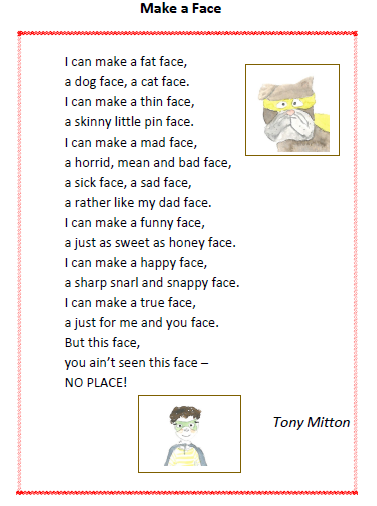 Make a Face
I can make a fat face,
a dog face, a cat face.
I can make a thin face,
a skinny little pin face.
I can make a mad face,
a horrid, mean and bad face,
a sick face, a sad face,
a rather like my dad face.
I can make a funny face,
a just as sweet as honey face.
I can make a happy face,
a sharp snarl and snappy face.
I can make a true face,
a just for me and you face.
But this face,
you ain’t seen this face –
NO PLACE!
Tony Mitton